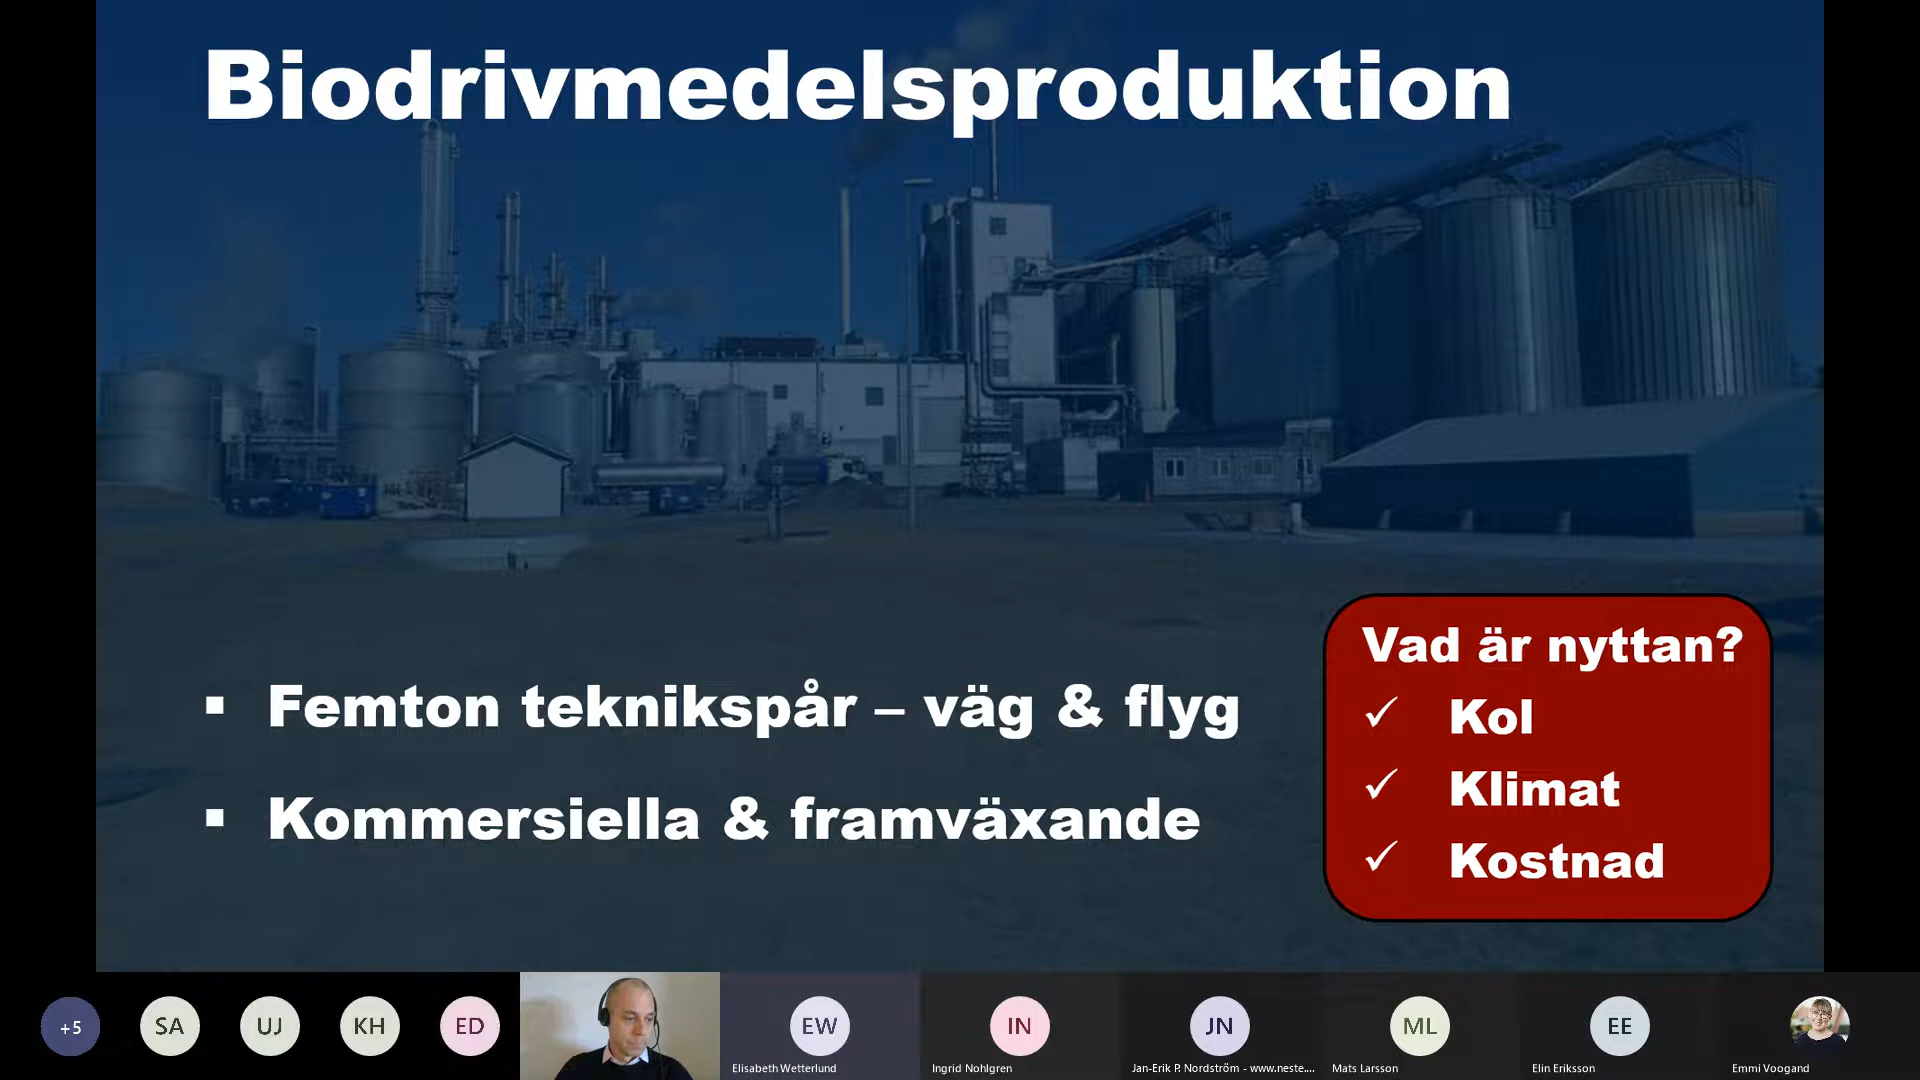 Biodrivmedelsproduktion
▪ Femton teknikspår – väg & flyg
▪ Kommersiella & framväxande
Vad är nyttan?
✓ Kol
✓ Klimat
✓ Kostnad
+5
SA
UJ
KH
ED
EW
IN
JN
ML
EE
Elisabeth Wetterlund
Ingrid Nohlgren
Jan-Erik P. Nordström - www.neste....
Mats Larsson
Elin Eriksson
Emmi Voogand